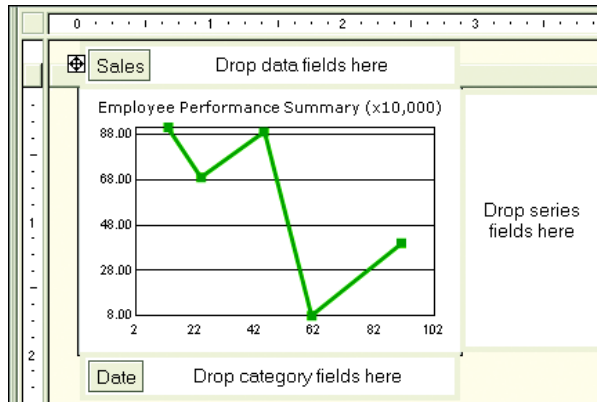 0 1 2 3
Sales Drop data fields here
Employee Performance Summary (x10,000)
88.00
68.00
48.00
28.00
8.00
2 22 42 62 82 102
Drop series
fields here
1
2
Date Drop category fields here